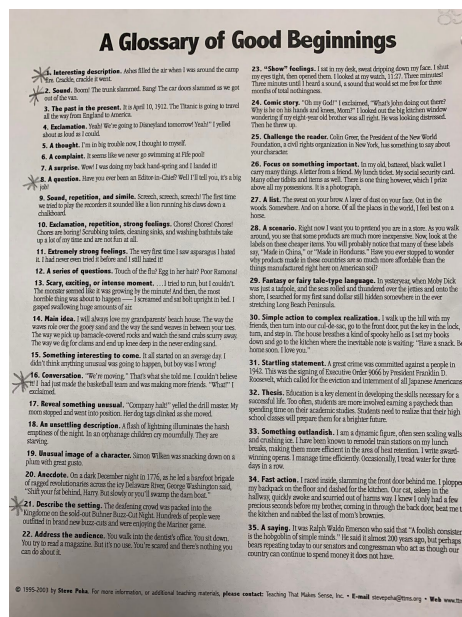 A Glossary of Good Beginnings
1. Interesting description. Ashes filled the air when I was around the camp
fire. Crackle, crackle it went.
2. Sound. Boom! The trunk slammed. Bang! The car doors slammed as we got
out of the van.
3. The past in the present. It is April 10, 1912. The Titanic is going to travel
all the way from England to America.
4. Exclamation. Yeah! We're going to Disneyland tomorrow! Yeah!" I yelled
about as loud as I could.
5. A thought. I'm in big trouble now, I thought to myself.
6. A complaint. It seems like we never go swimming at Fife pool!
7. A surprise. Wow! I was doing my back hand-spring and I landed it!
8. A question. Have you ever been an Editor-in-Chief? Well I'll tell you, it's a big
job!
9. Sound, repetition, and simile. Screech, screech, screech! The first time
we tried to play the recorders it sounded like a lion running his claws down a
chalkboard.
10. Exclamation, repetition, strong feelings. Chores! Chores! Chores!
Chores are boring! Scrubbing toilets, cleaning sinks, and washing bathtubs take
up a lot of my time and are not fun at all.
11. Extremely strong feelings. The very first time I saw asparagus I hated
it. I had never even tried it before and I still hated it!
12. A series of questions. Touch of the flu? Egg in her hair? Poor Ramona!
13. Scary, exciting, or intense moment. . . . I tried to run, but I couldn't.
The monster seemed like it was growing by the minute! And then, the most
horrible thing was about to happen — I screamed and sat bolt upright in bed. I
gasped swallowing huge amounts of air.
14. Main idea. I will always love my grandparents' beach house. The way the
waves role over the gooey sand and the way the sand weaves in between your toes.
The way we pick up barnacle-covered rocks and watch the sand crabs scurry away.
The way we dig for clams and end up knee deep in the never ending sand.
15. Something interesting to come. It all started on an average day. I
didn't think anything unusual was going to happen, but boy was I wrong!
16. Conversation. "We're moving." That's what she told me. I couldn't believe
it! I had just made the basketball team and was making more friends. "What!" I
exclaimed.
17. Reveal something unusual. "Company halt!" yelled the drill master. My
mom stopped and went into position. Her dog tags clinked as she moved.
18. An unsettling description. A flash of lightning illuminates the harsh
emptiness of the night. In an orphanage children cry mournfully. They are
starving.
19. Unusual image of a character. Simon Wilken was snacking down on a
plum with great gusto.
20. Anecdote. On a dark December night in 1776, as he led a barefoot brigade
of ragged revolutionaries across the icy Delaware River, George Washington said,
"Shift your fat behind, Harry. But slowly or you'll swamp the darn boat."
21. Describe the setting. The deafening crowd was packed into the
Kingdome on the sold-out Buhner Buzz-Cut Night. Hundreds of people were
outfitted in brand new buzz-cuts and were enjoying the Mariner game.
22. Address the audience. You walk into the dentist's office. You sit down.
You try to read a magazine. But it's no use. You're scared and there's nothing you
can do about it.
23. "Show" feelings. I sat in my desk, sweat dripping down my face. I shut
my eyes tight, then opened them. I looked at my watch, 11:27. Three minutes!
Three minutes until I heard a sound, a sound that would set me free for three
months of total nothingness.
24. Comic story. "Oh my God!" I exclaimed, "What's John doing out there?
Why is he on his hands and knees, Mom?" I looked out the big kitchen window
wondering if my eight-year old brother was all right. He was looking distressed.
Then he threw up.
25. Challenge the reader. Colin Greer, the President of the New World
Foundation, a civil rights organization in New York, has something to say about
your character.
26. Focus on something important. In my old, battered, black wallet I
carry many things. A letter from a friend. My lunch ticket. My social security card.
Many other tidbits and items as well. There is one thing however, which I prize
above all my possessions. It is a photograph.
27. A list. The sweat on your brow. A layer of dust on your face. Out in the
woods. Somewhere. And on a horse. Of all the places in the world, I feel best on a
horse.
28. A scenario. Right now I want you to pretend you are in a store. As you walk
around, you see that some products are much more inexpensive. Now, look at the
labels on these cheaper items. You will probably notice that many of these labels
say, "Made in China," or "Made in Honduras." Have you ever stopped to wonder
why products made in these countries are so much more affordable than the
things manufactured right here on American soil?
29. Fantasy or fairy tale-type language. In yesteryear, when Moby Dick
was just a tadpole, and the seas rolled and thundered over the jetties and onto the
shore, I searched for my first sand dollar still hidden somewhere in the ever
stretching Long Beach Peninsula.
30. Simple action to complex realization. I walk up the hill with my
friends, then turn into our cul-de-sac, go to the front door, put the key in the lock,
turn, and step in. The house breathes a kind of spooky hello as I set my books
down and go to the kitchen where the inevitable note is waiting: "Have a snack. Be
home soon. I love you."
31. Startling statement. A great crime was committed against a people in
1942. This was the signing of Executive Order 9066 by President Franklin D.
Roosevelt, which called for the eviction and internment of all Japanese Americans
32. Thesis. Education is a key element in developing the skills necessary for a
successful life. Too often, students are more involved earning a paycheck than
spending time on their academic studies. Students need to realize that their high
school classes will prepare them for a brighter future.
33. Something outlandish. I am a dynamic figure, often seen scaling walls
and crushing ice. I have been known to remodel train stations on my lunch
breaks, making them more efficient in the area of heat retention. I write award-
winning operas. I manage time efficiently. Occasionally, I tread water for three
days in a row.
34. Fast action. I raced inside, slamming the front door behind me. I plopped
my backpack on the floor and dashed for the kitchen. Our cat, asleep in the
hallway, quickly awoke and scurried out of harms way. I knew I only had a few
precious seconds before my brother, coming in through the back door, beat me t
the kitchen and nabbed the last of mom's brownies.
35. A saying. It was Ralph Waldo Emerson who said that "A foolish consisten
is the hobgoblin of simple minds." He said it almost 200 years ago, but perhaps
bears repeating today to our senators and congressman who act as though our
country can continue to spend money it does not have.
© 1995-2003 by Steve Peha. For more information, or additional teaching materials, please contact: Teaching That Makes Sense, Inc. • E-mail stevepeha@ttms.org • Web www.tt